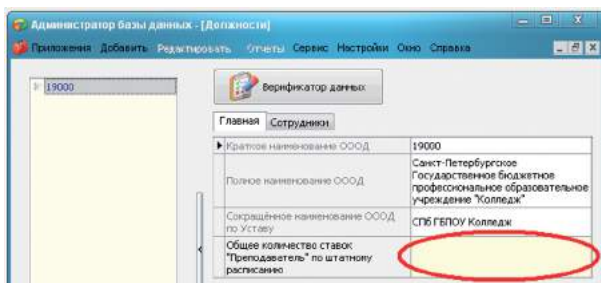 Администратор базы данных - [Должности]
Приложения Добавить Редактировать Отчеты Сервис Настройки Окно Справка
19000
Верификатор данных
Главная Сотрудники
Краткое наименование ОООД 19000
Полное наименование ОООД
Санкт-Петербургское
Государственное бюджетное
профессиональное образовательное
учреждение "Колледж"
Сокращённое наименование ОООД
по Уставу
СПб ГБПОУ Колледж
Общее количество ставок
"Преподаватель" по штатному
расписанию